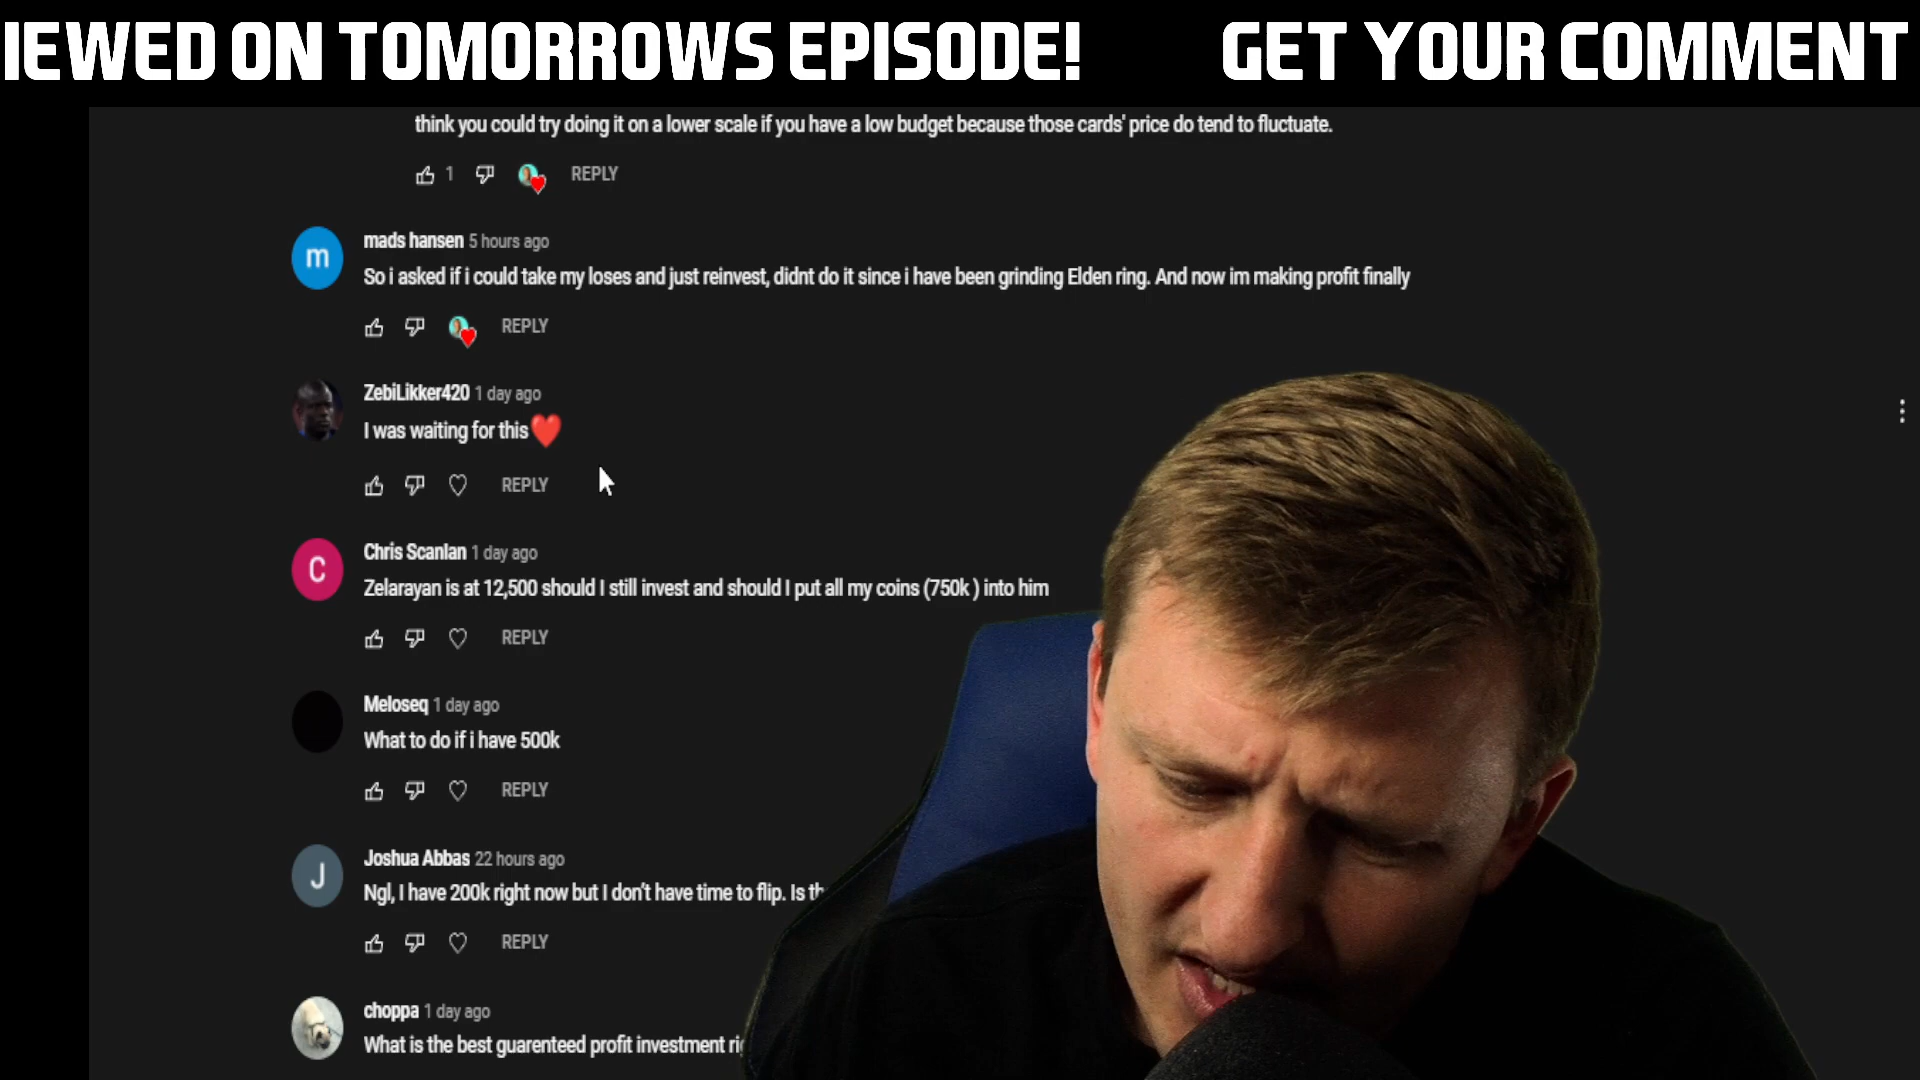 IEWED ON TOMORROWS EPISODE! GET YOUR COMMENT
think you could try doing it on a lower scale if you have a low budget because those cards' price do tend to fluctuate.
1 REPLY
mads hansen 5 hours ago
So i asked if i could take my loses and just reinvest, didnt do it since i have been grinding Elden ring. And now im making profit finally
REPLY
ZebiLikker420 1 day ago
I was waiting for this❤️
REPLY
Chris Scanlan 1 day ago
Zelarayan is at 12,500 should I still invest and should I put all my coins (750k ) into him
REPLY
Meloseq 1 day ago
What to do if i have 500k
REPLY
Joshua Abbas 22 hours ago
Ngl, I have 200k right now but I don't have time to flip. Is
REPLY
choppa 1 day ago
What is the best guarenteed profit investment